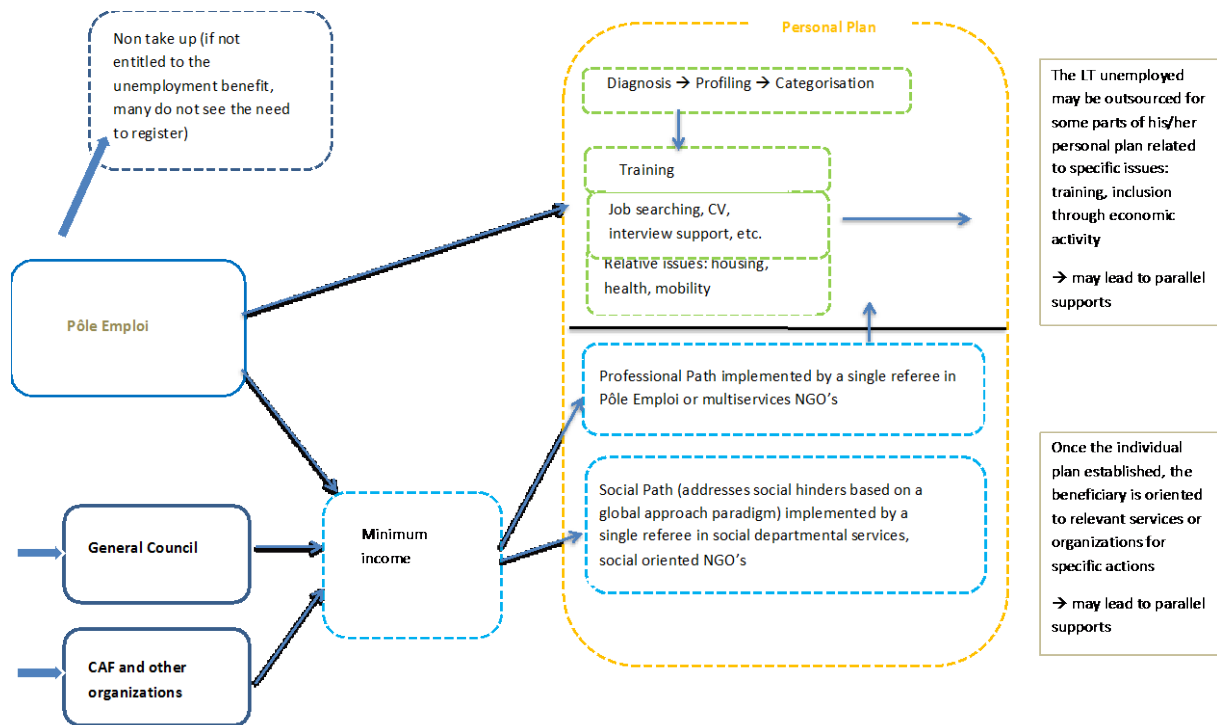 Non take up (if not
entitled to the
unemployment benefit,
many do not see the need
to register)
Personal Plan
Diagnosis → Profiling → Categorisation
Training
Job searching, CV,
interview support, etc.
Relative issues: housing,
health, mobility
The LT unemployed
may be outsourced for
some parts of his/her
personal plan related
to specific issues:
training, inclusion
through economic
activity
→ may lead to parallel
supports
Pôle Emploi
Professional Path implemented by a single referee in
Pôle Emploi or multiservices NGO's
Social Path (addresses social hinders based on a
global approach paradigm) implemented by a
single referee in social departmental services,
social oriented NGO's
Once the individual
plan established, the
beneficiary is oriented
to relevant services or
organizations for
specific actions
→ may lead to parallel
supports
General Council
Minimum
income
CAF and other
organizations